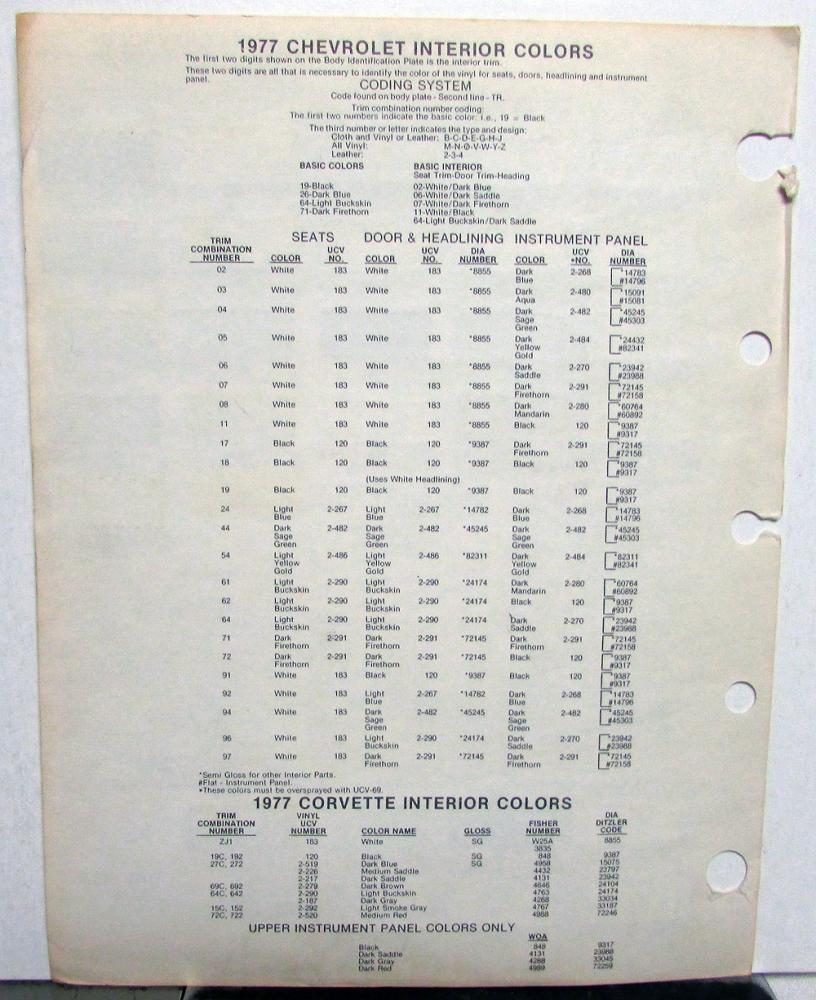 1977 CHEVROLET INTERIOR COLORS
The first two digits shown on the Body Identification Plate is the interior trim.
These two digits are all that is necessary to identify the color of the vinyl for seats, doors, headlining and instrument
panel.
CODING SYSTEM
Code found on body plate - Second line - TR.
Trim combination number coding
The first two numbers indicate the basic color: i.e., 19 = Black
The third number or letter indicates the type and design:
Cloth and Vinyl or Leather: B-C-D-E-G-H-J
All Vinyl: M-N-Ø-V-W-Y-Z
Leather: 2-3-4
BASIC COLORS BASIC INTERIOR
Seat Trim-Door Trim-Heading
19-Black 02-White/Dark Blue
26-Dark Blue 06-White/Dark Saddle
64-Light Buckskin 07-White/Dark Firethorn
71-Dark Firethorn 11-White/Black
64-Light Buckskin/Dark Saddle
SEATS DOOR & HEADLINING INSTRUMENT PANEL
TRIM UCV UCV DIA UCV DIA
COMBINATION
NUMBER COLOR NO. COLOR NO. NUMBER COLOR •NO. NUMBER
02 White 183 White 183 *8855 Dark 2-268 *14783
Blue #14796
03 White 183 White 183 *8855 Dark 2-480 *15091
Aqua #15081
04 White 183 White 183 *8855 Dark 2-482 *45245
Sage #45303
Green
05 White 183 White 183 *8855 Dark 2-484 *24432
Yellow #82341
Gold
06 White 183 White 183 *8855 Dark 2-270 *23942
Saddle #23988
07 White 183 White 183 *8855 Dark 2-291 *72145
Firethorn #72158
08 White 183 White 183 *8855 Dark 2-280 *60764
Mandarin #60892
11 White 183 White 183 *8855 Black 120 *9387
#9317
17 Black 120 Black 120 *9387 Dark 2-291 *72145
Firethorn #72158
18 Black 120 Black 120 *9387 Black 120 *9387
#9317
(Uses White Headlining)
19 Black 120 Black 120 *9387 Black 120 *9387
#9317
24 Light 2-267 Light 2-267 *14782 Dark 2-268 *14783
Blue Blue Blue #14796
44 Dark 2-482 Dark 2-482 *45245 Dark 2-482 *45245
Sage Sage Sage #45303
Green Green Green
54 Light 2-486 Light 2-486 *82311 Dark 2-484 *82311
Yellow Yellow Yellow #82341
Gold Gold Gold
61 Light 2-290 Light 2-290 *24174 Dark 2-280 *60764
Buckskin Buckskin Mandarin #60892
62 Light 2-290 Light 2-290 *24174 Black 120 *9387
Buckskin Buckskin #9317
64 Light 2-290 Light 2-290 *24174 Dark 2-270 *23942
Buckskin Buckskin Saddle #23988
71 Dark 2-291 Dark 2-291 *72145 Dark 2-291 *72145
Firethorn Firethorn Firethorn #72158
72 Dark 2-291 Dark 2-291 *72145 Black 120 *9387
Firethorn Firethorn #9317
91 White 183 Black 120 *9387 Black 120 *9387
#9317
92 White 183 Light 2-267 *14782 Dark 2-268 *14783
Blue Blue #14796
94 White 183 Dark 2-482 *45245 Dark 2-482 *45245
Sage Sage #45303
Green Green
96 White 183 Light 2-290 *24174 Dark 2-270 *23942
Buckskin Saddle #23988
97 White 183 Dark 2-291 *72145 Dark 2-291 *72145
Firethorn Firethorn #72158
*Semi Gloss for other Interior Parts.
#Flat - Instrument Panel.
•These colors must be oversprayed with UCV-69.
1977 CORVETTE INTERIOR COLORS
TRIM VINYL DIA
COMBINATION UCV FISHER DITZLER
NUMBER NUMBER COLOR NAME GLOSS NUMBER CODE
ZJ1 183 White SG W25A 8855
3835
19C, 192 120 Black SG 848 9387
27C, 272 2-519 Dark Blue SG 4958 15075
2-226 Medium Saddle 4432 23797
2-217 Dark Saddle 4131 23942
69C, 692 2-279 Dark Brown 4646 24104
64C, 642 2-290 Light Buckskin 4763 24174
2-187 Dark Gray 4268 33034
15C, 152 2-292 Light Smoke Gray 4767 33187
72C, 722 2-520 Medium Red 4988 72246
UPPER INSTRUMENT PANEL COLORS ONLY
WOA
Black 848 9317
Dark Saddle 4131 23988
Dark Gray 4288 33045
Dark Red 4989 72259